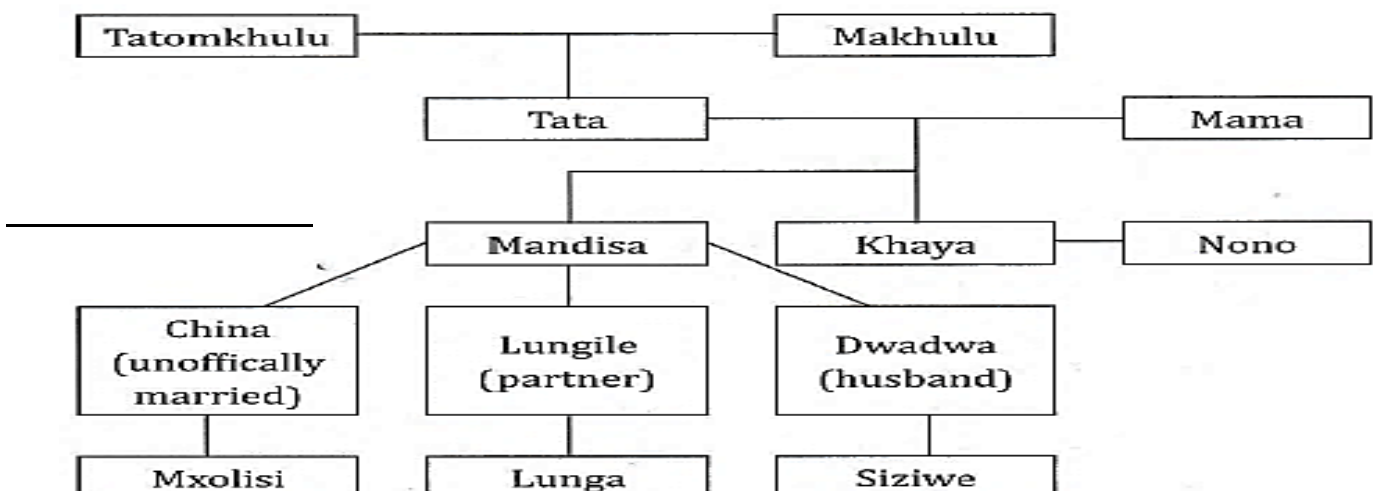 Tatomkhulu
Makhulu
Tata
Mama
Mandisa
Khaya
Nono
China
(unoffically
married)
Lungile
(partner)
Dwadwa
(husband)
Mxolisi
Lunga
Siziwe